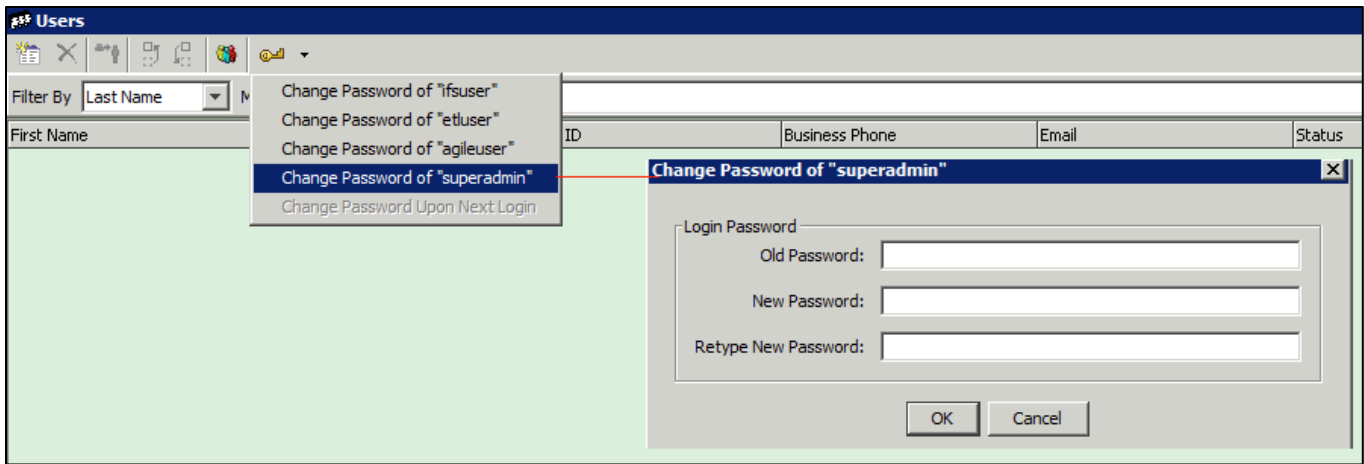 Users
Filter By Last Name M
Change Password of "ifsuser"
Change Password of "etluser"
Change Password of "agileuser"
Change Password of "superadmin"
Change Password Upon Next Login
First Name ID Business Phone Email Status
Change Password of "superadmin"
Login Password
Old Password:
New Password:
Retype New Password:
OK Cancel